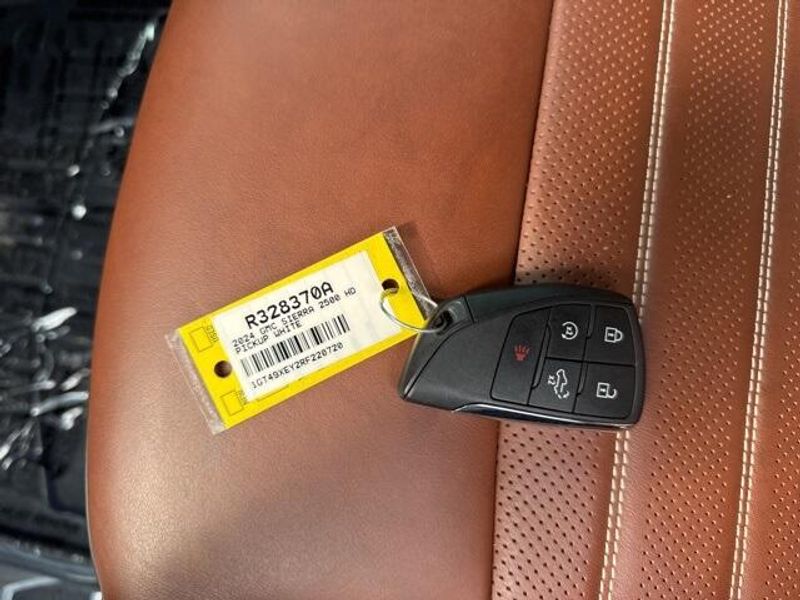 R328370A
2024 GMC SIERRA 2500 HD
PICKUP WHITE
1GT49XEY2RF220720